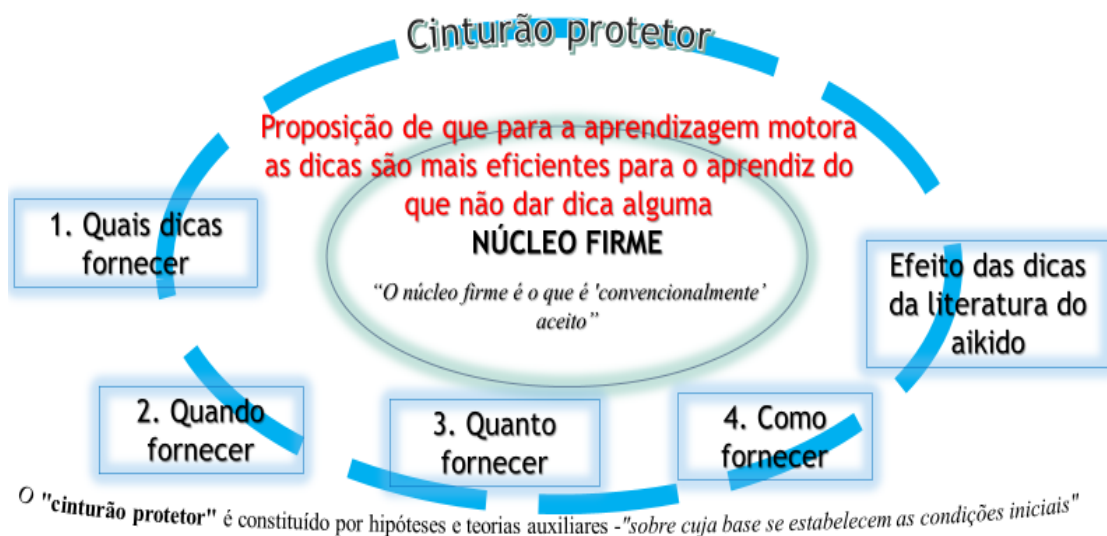 Cinturão protetor
Proposição de que para a aprendizagem motora
as dicas são mais eficientes para o aprendiz do
que não dar dica alguma
NÚCLEO FIRME
“O núcleo firme é o que é 'convencionalmente’
aceito”
1. Quais dicas
fornecer
Efeito das dicas
da literatura do
aikido
2. Quando
fornecer
3. Quanto
fornecer
4. Como
fornecer
O "cinturão protetor" é constituído por hipóteses e teorias auxiliares -"sobre cuja base se estabelecem as condições iniciais"